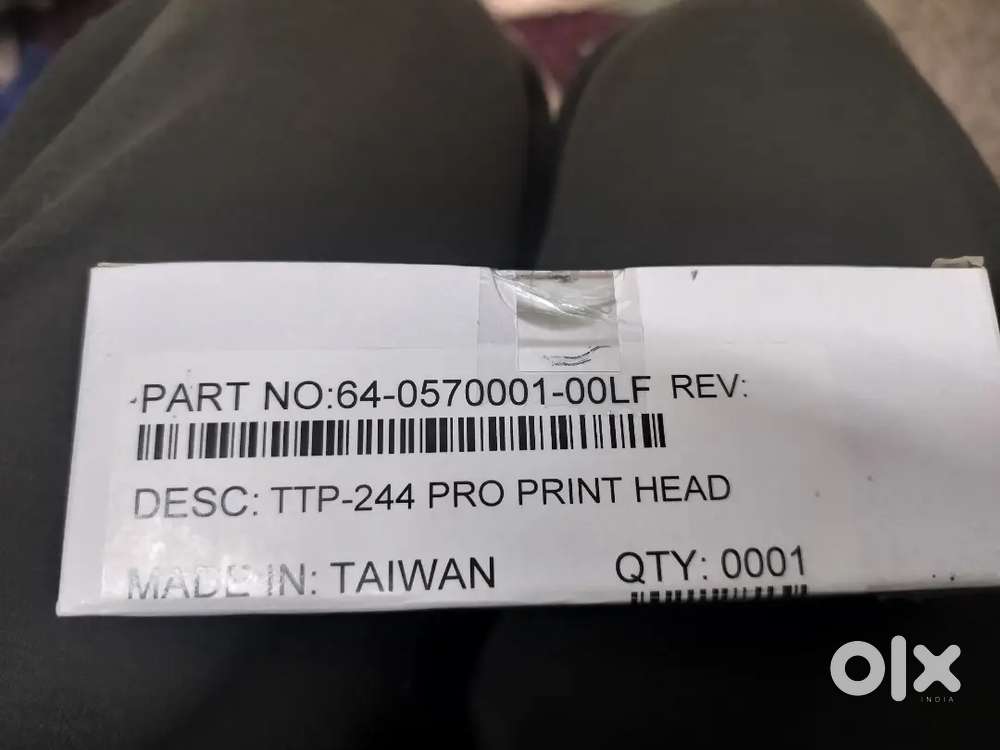 PART NO:64-0570001-00LF REV:
DESC: TTP-244 PRO PRINT HEAD
MADE IN: TAIWAN QTY: 0001
olx
INDIA